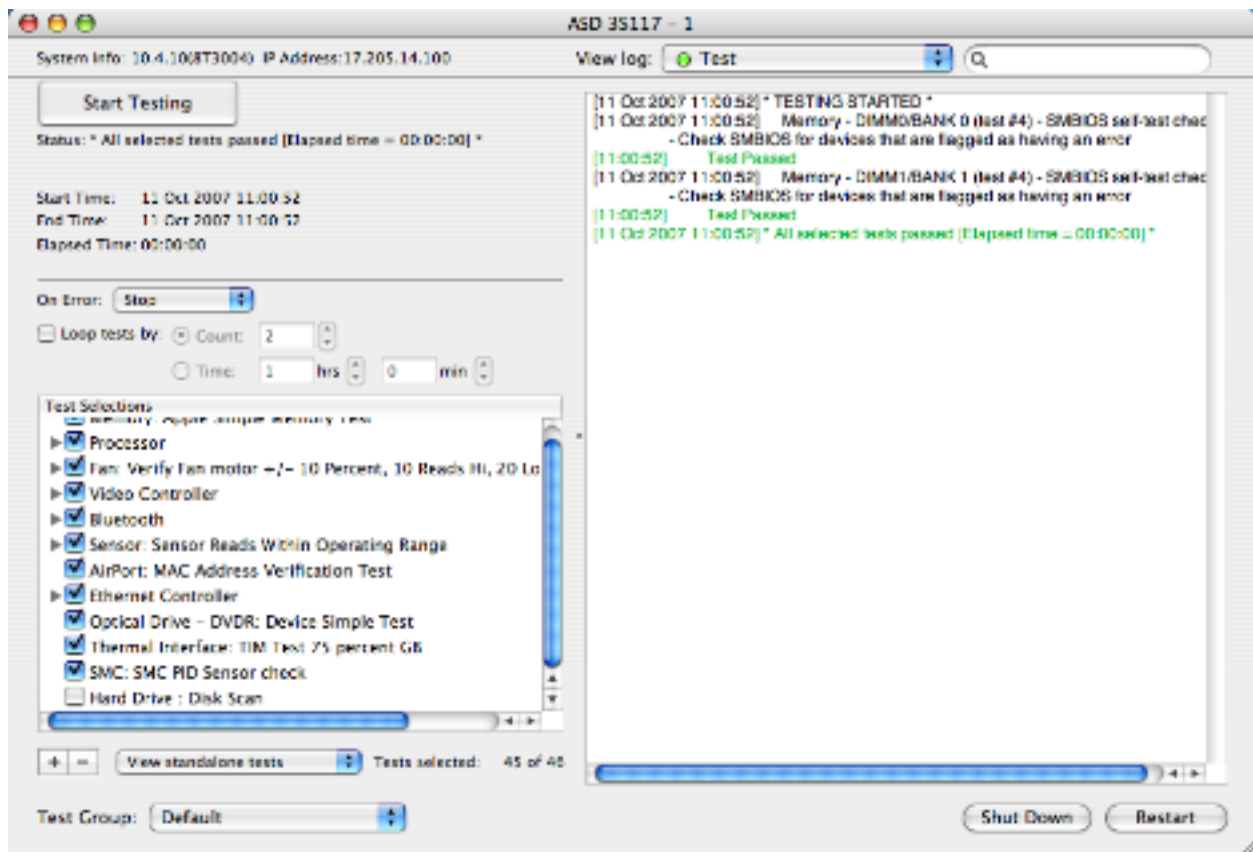 ASD 3S117 - 1
System Info: 10.4.10(8T3004) IP Address:17.205.14.100
View log: Test
Start Testing
Status: * All selected tests passed [Elapsed time = 00:00:00] *
Start Time: 11 Oct 2007 11:00:52
End Time: 11 Oct 2007 11:00:52
Elapsed Time: 00:00:00
On Error: Stop
Loop tests by: Count: 2
Time: 1 hrs 0 min
Test Selections
Memory: Apple Simple Memory Test
Processor
Fan: Verify Fan motor +/- 10 Percent, 10 Reads Hi, 20 Lo
Video Controller
Bluetooth
Sensor: Sensor Reads Within Operating Range
AirPort: MAC Address Verification Test
Ethernet Controller
Optical Drive - DVDR: Device Simple Test
Thermal Interface: TIM Test 75 percent GB
SMC: SMC PID Sensor check
Hard Drive : Disk Scan
+ - View standalone tests Tests selected: 45 of 46
Test Group: Default
[11 Oct 2007 11:00:52] * TESTING STARTED *
[11 Oct 2007 11:00:52] Memory - DIMM0/BANK 0 (test #4) - SMBIOS self-test chec
- Check SMBIOS for devices that are flagged as having an error
[11:00:52] Test Passed
[11 Oct 2007 11:00:52] Memory - DIMM1/BANK 1 (test #4) - SMBIOS self-test chec
- Check SMBIOS for devices that are flagged as having an error
[11:00:52] Test Passed
[11 Oct 2007 11:00:52] * All selected tests passed [Elapsed time = 00:00:00] *
Shut Down Restart